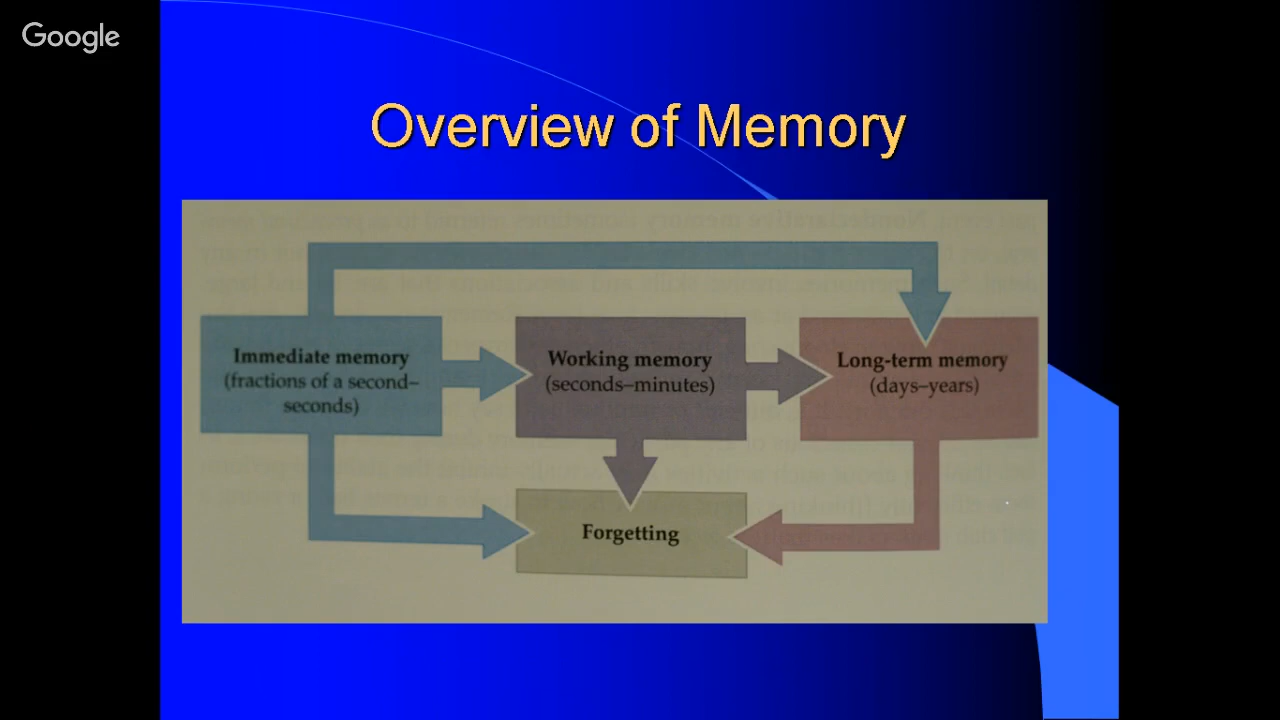 Google
Overview of Memory
Immediate memory
(fractions of a second–
seconds)
Working memory
(seconds–minutes)
Long-term memory
(days–years)
Forgetting